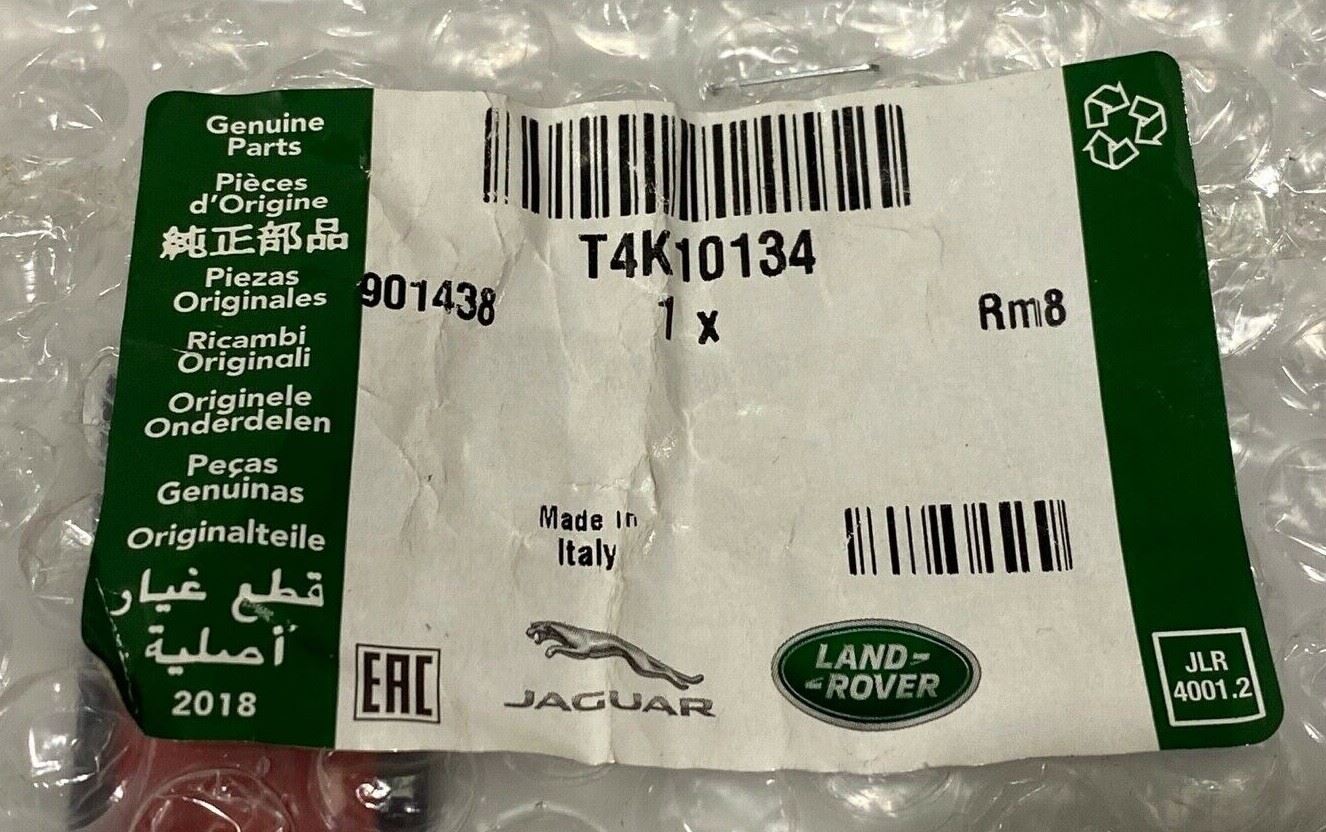 Genuine
Parts
Pièces
d'Origine
純正部品
Piezas
Originales
Ricambi
Originali
Originele
Onderdelen
Peças
Genuinas
Originalteile
قطع غيار
أصلية
2018
T4K10134
901438
1 x
Rm8
Made in
Italy
EAC
JAGUAR
LAND-
-ROVER
JLR
4001.2